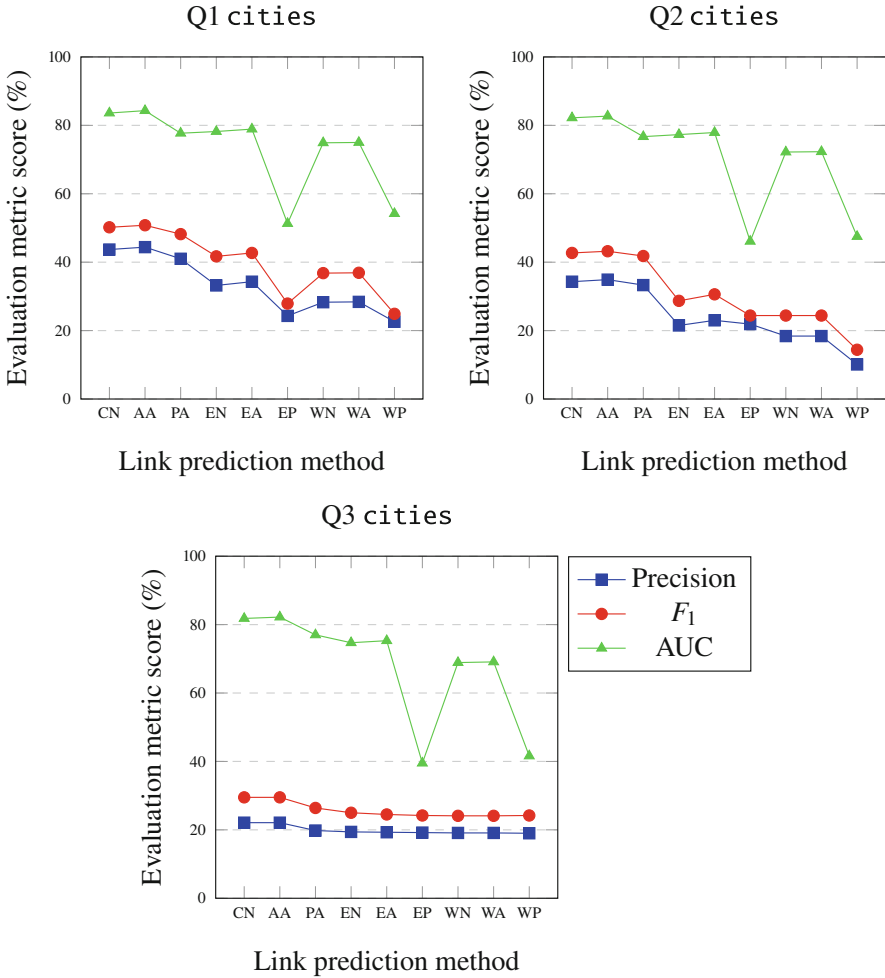 Q1 cities
Evaluation metric score (%)
100
80
60
40
20
0
CN AA PA EN EA EP WN WA WP
Link prediction method
Q2 cities
Evaluation metric score (%)
100
80
60
40
20
0
CN AA PA EN EA EP WN WA WP
Link prediction method
Q3 cities
Evaluation metric score (%)
100
80
60
40
20
0
CN AA PA EN EA EP WN WA WP
Link prediction method
Precision
F₁
AUC